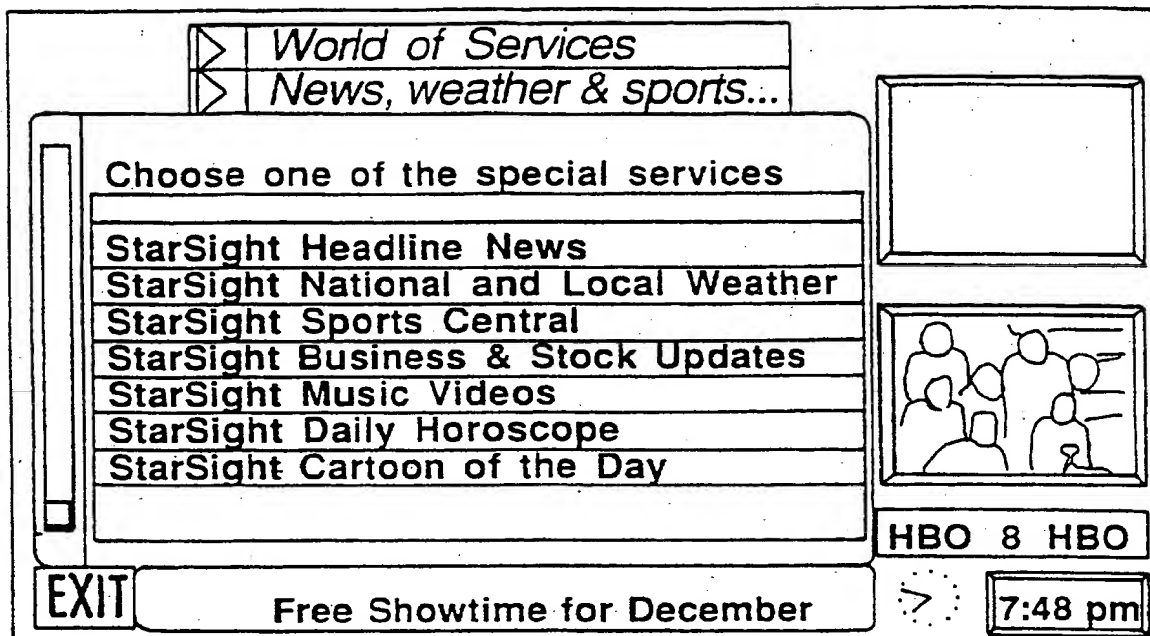 World of Services
News, weather & sports...
Choose one of the special services
StarSight Headline News
StarSight National and Local Weather
StarSight Sports Central
StarSight Business & Stock Updates
StarSight Music Videos
StarSight Daily Horoscope
StarSight Cartoon of the Day
HBO 8 HBO
EXIT
Free Showtime for December
7:48 pm